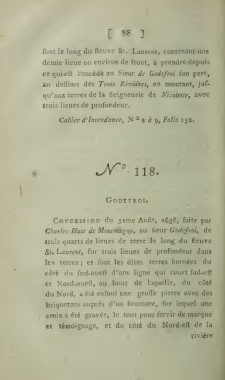 [ 88 ]
font le long du fleuve St. Laurent, contenant une
demie lieue ou environ de front, à prendre depuis
ce qui est concédé au Sieur de Godefroi son pere,
au dessous des Trois Rivières, en montant, jus-
qu'aux terres de la Seigneurie de Nicolette, avec
trois lieues de profondeur.
Cahier d'Intendance, N° 8 à 9, Folio 152.
N° 118.
GODEFROI.
CONCESSION du 31me Août, 1638, faite par
Charles Huot de Montmagny, au Sieur Godefroi, de
trois quarts de lieues de terre le long du fleuve
St. Laurent, sur trois lieues de profondeur dans
les terres; et sont les dites terres bornées du
côté du sud-ouest d'une ligne qui court sud-est
et Nord-ouest, au bout de laquelle, du côté
du Nord, a été enfoui une grosse pierre avec des
briquetons auprès d'un sicomore, sur lequel une
croix a été gravée, le tout pour servir de marque
et témoignage, et du côté du Nord-est de la
rivière